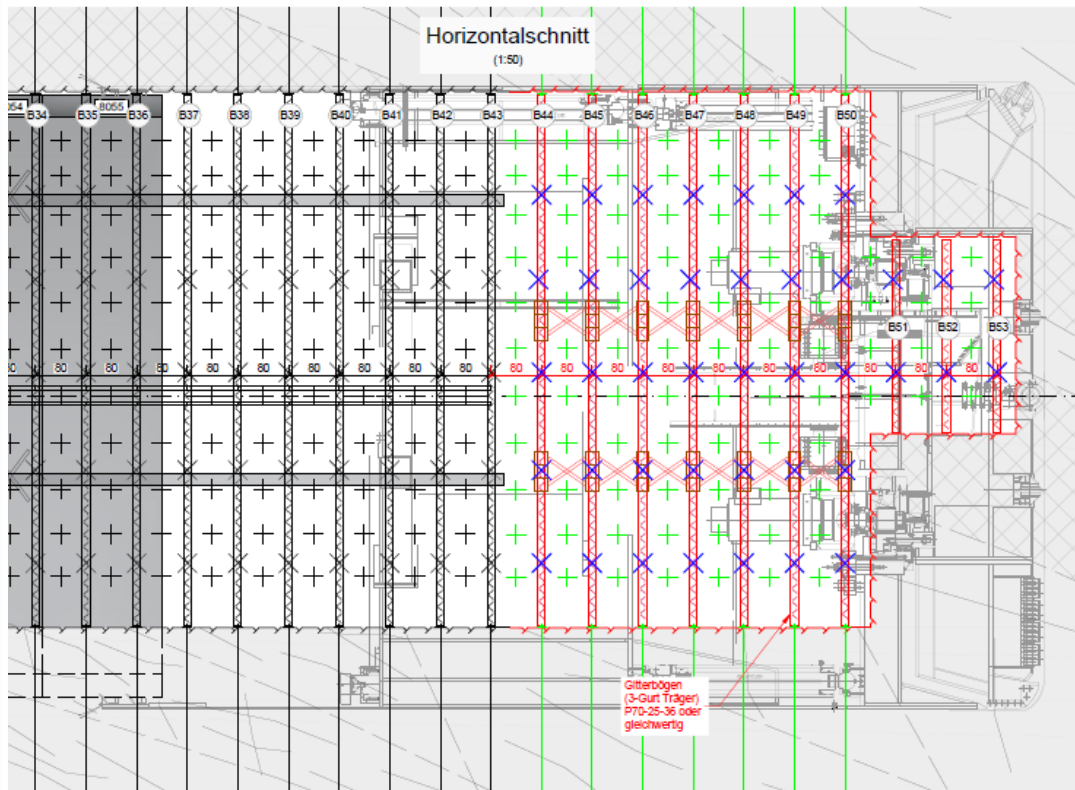 Horizontalschnitt
(1:50)
8055
B34 B35 B36 B37 B38 B39 B40 B41 B42 B43 B44 B45 B46 B47 B48 B49 B50
B51 B52 B53
80 80 80 80 80 80 80 80 80 80 80 80 80 80 80 80 80 80
Gitterbögen
(3-Gurt Träger)
P70-25-36 oder
gleichwertig